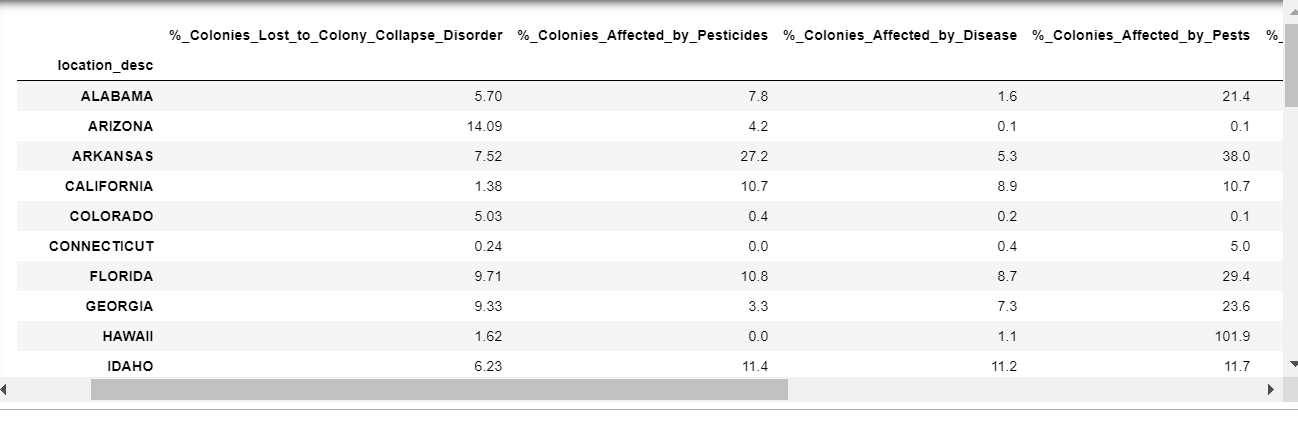 %_Colonies_Lost_to_Colony_Collapse_Disorder %_Colonies_Affected_by_Pesticides %_Colonies_Affected_by_Disease %_Colonies_Affected_by_Pests %_
location_desc
ALABAMA 5.70 7.8 1.6 21.4
ARIZONA 14.09 4.2 0.1 0.1
ARKANSAS 7.52 27.2 5.3 38.0
CALIFORNIA 1.38 10.7 8.9 10.7
COLORADO 5.03 0.4 0.2 0.1
CONNECTICUT 0.24 0.0 0.4 5.0
FLORIDA 9.71 10.8 8.7 29.4
GEORGIA 9.33 3.3 7.3 23.6
HAWAII 1.62 0.0 1.1 101.9
IDAHO 6.23 11.4 11.2 11.7